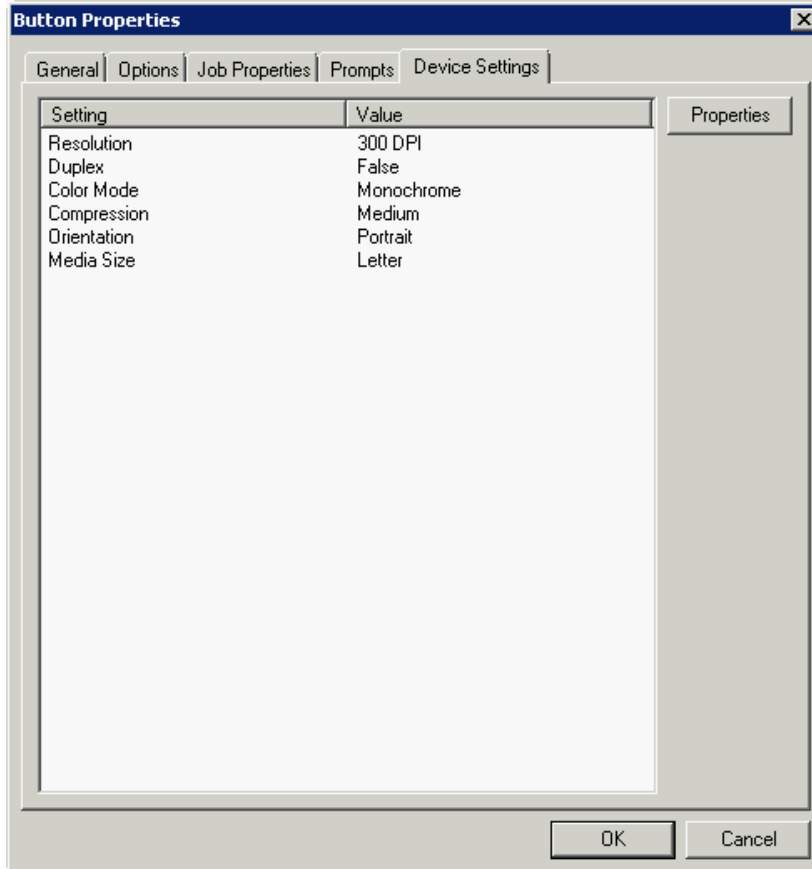 Button Properties
General Options Job Properties Prompts Device Settings
Setting Value
Properties
Resolution 300 DPI
Duplex False
Color Mode Monochrome
Compression Medium
Orientation Portrait
Media Size Letter
OK Cancel